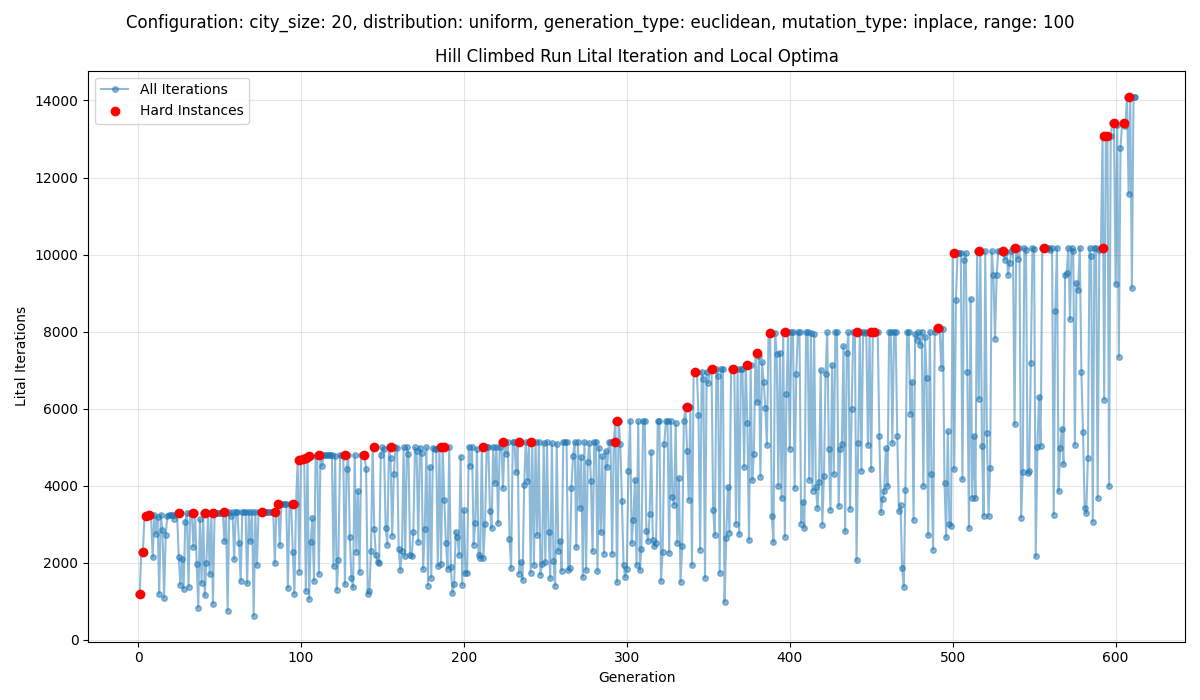 Configuration: city_size: 20, distribution: uniform, generation_type: euclidean, mutation_type: inplace, range: 100
Hill Climbed Run Lital Iteration and Local Optima
All Iterations
Hard Instances
14000
12000
10000
8000
6000
4000
2000
0
Lital Iterations
0 100 200 300 400 500 600
Generation